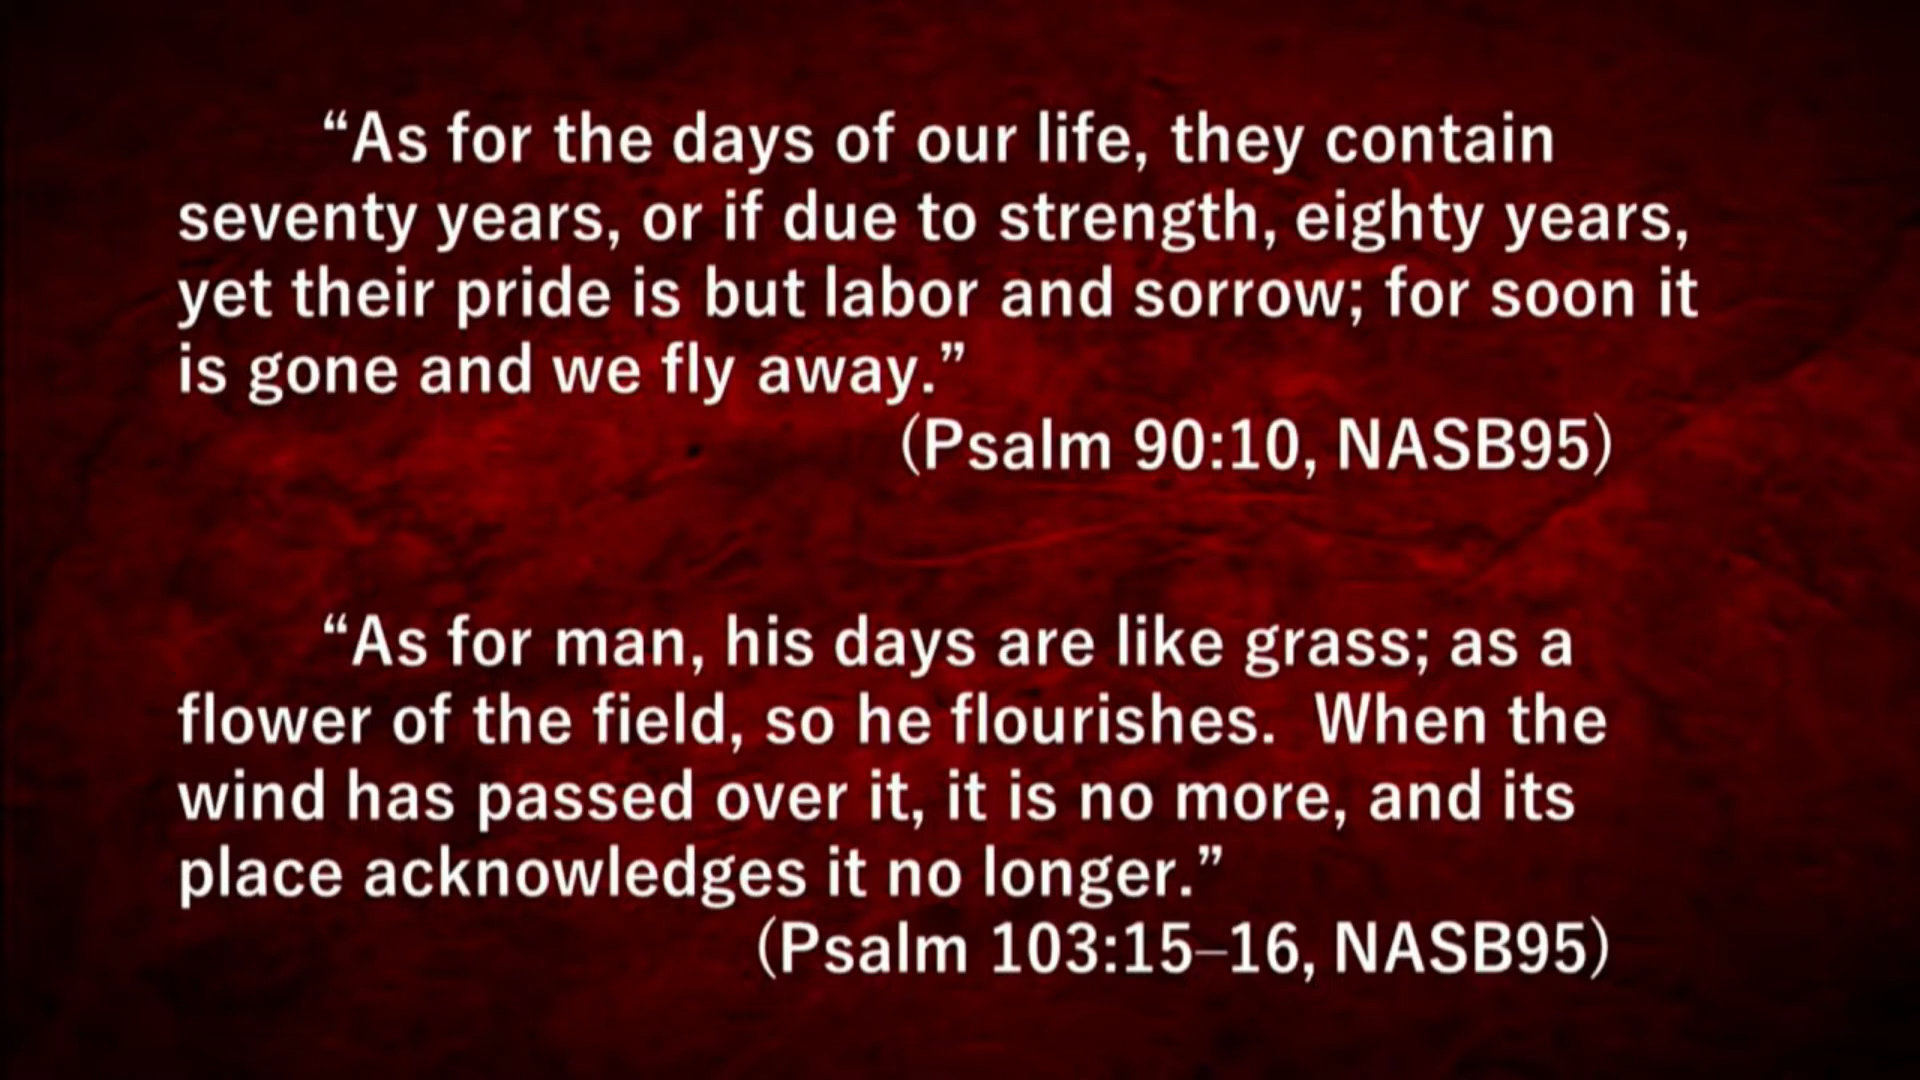 “As for the days of our life, they contain
seventy years, or if due to strength, eighty years,
yet their pride is but labor and sorrow; for soon it
is gone and we fly away.”
(Psalm 90:10, NASB95)
“As for man, his days are like grass; as a
flower of the field, so he flourishes.  When the
wind has passed over it, it is no more, and its
place acknowledges it no longer.”
(Psalm 103:15–16, NASB95)